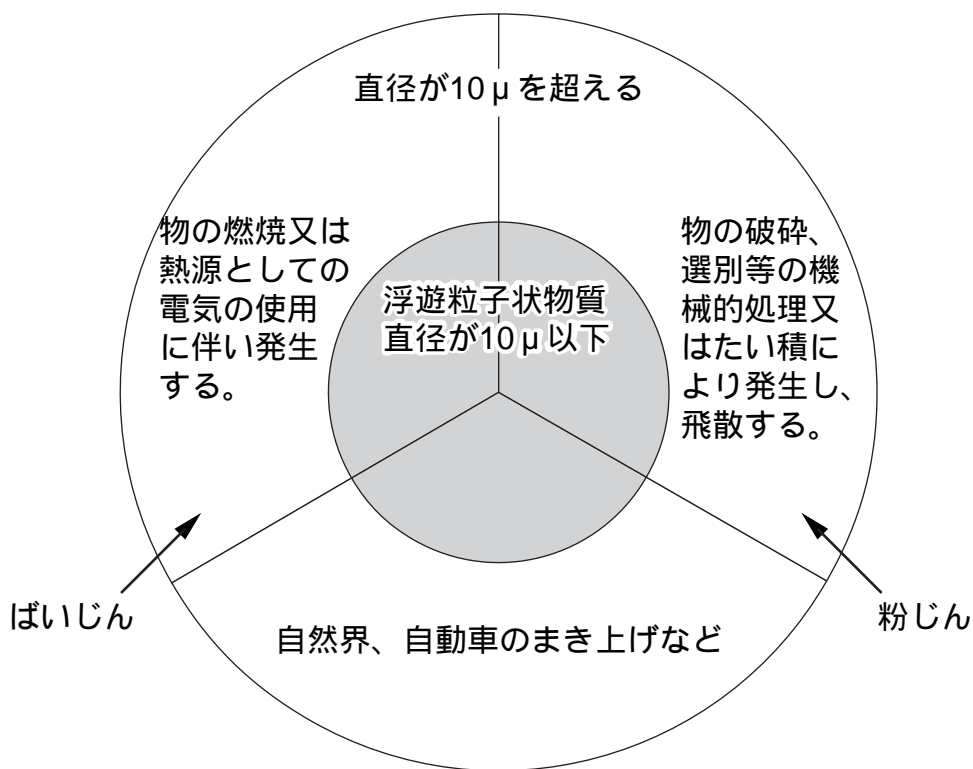 直径が10μを超える
物の燃焼又は
熱源としての
電気の使用
に伴い発生
する。
浮遊粒子状物質
直径が10μ以下
物の破砕、
選別等の機
械的処理又
はたい積に
より発生し、
飛散する。
ばいじん
粉じん
自然界、自動車のまき上げなど